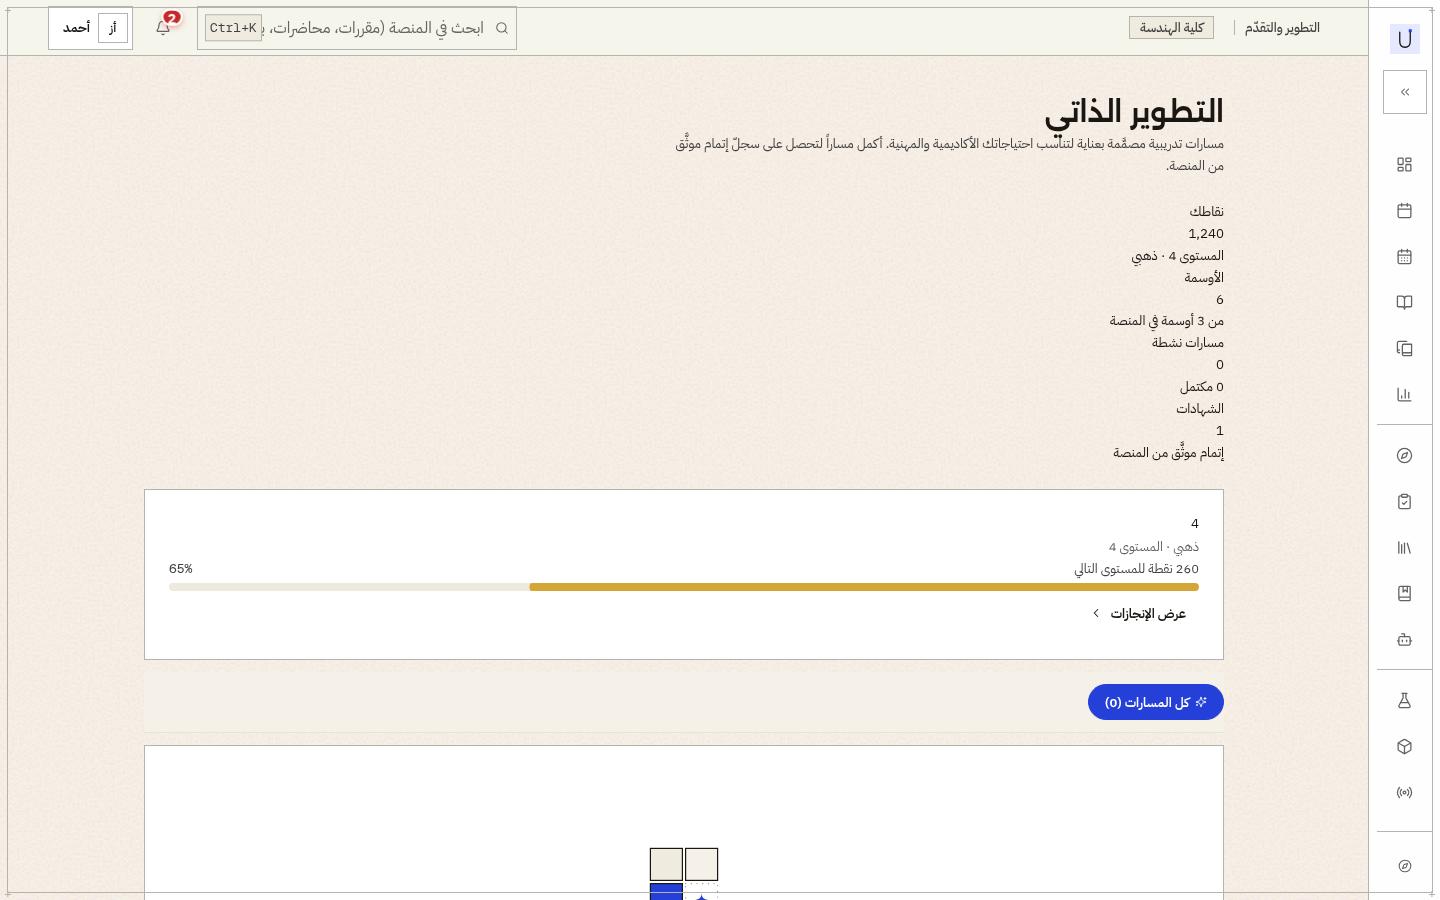 التطوير والتقدّم
كلية الهندسة
ابحث في المنصة (مقررات، محاضرات، ب
Ctrl+K
2
أز
أحمد
التطوير الذاتي
مسارات تدريبية مصمَّمة بعناية لتناسب احتياجاتك الأكاديمية والمهنية. أكمل مساراً لتحصل على سجلّ إتمام موثَّق
من المنصة.
نقاطك
1,240
المستوى 4 · ذهبي
الأوسمة
6
من 3 أوسمة في المنصة
مسارات نشطة
0
0 مكتمل
الشهادات
1
إتمام موثَّق من المنصة
4
ذهبي · المستوى 4
260 نقطة للمستوى التالي
65%
عرض الإنجازات
كل المسارات (0)